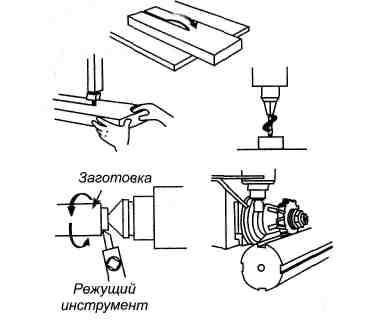 Заготовка
Режущий
инструмент